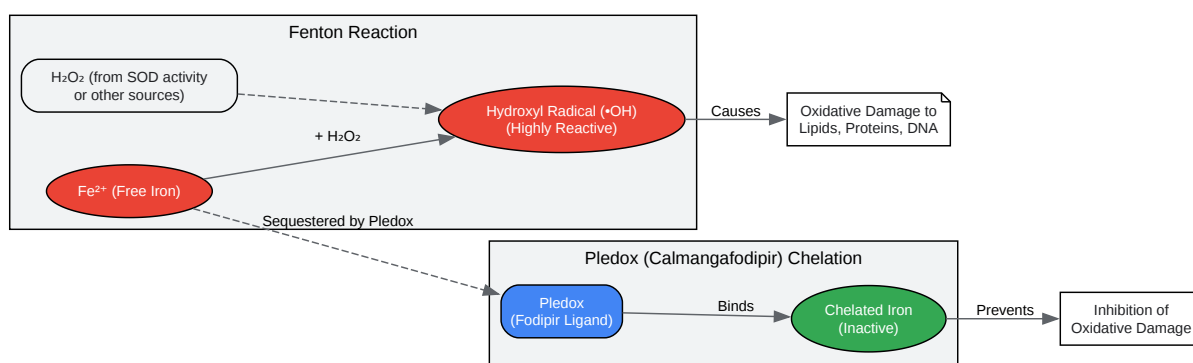 Fenton Reaction
H₂O₂ (from SOD activity
or other sources)
Hydroxyl Radical (•OH)
(Highly Reactive)
Causes
Oxidative Damage to
Lipids, Proteins, DNA
+ H₂O₂
Fe²⁺ (Free Iron)
Sequestered by Pledox
Pledox (Calmangafodipir) Chelation
Pledox
(Fodipir Ligand)
Binds
Chelated Iron
(Inactive)
Prevents
Inhibition of
Oxidative Damage